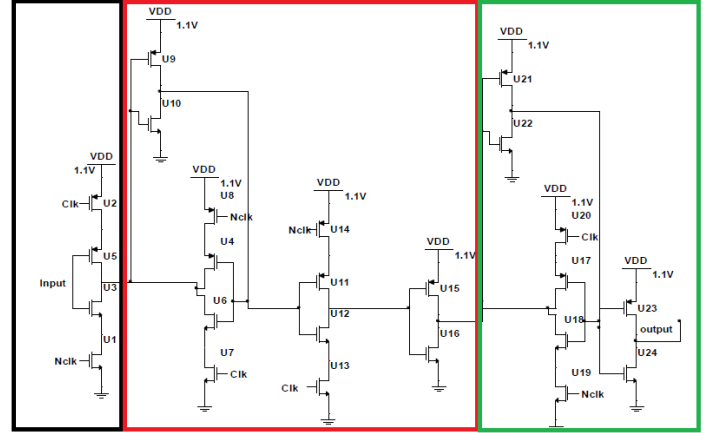 VDD
1.1V
U9
U10
VDD
1.1V
U2
Clk
U5
Input
U3
U1
Nclk
VDD
1.1V
U8
Nclk
U4
U6
U7
Clk
VDD
1.1V
Nclk
U14
U11
U12
U13
Clk
VDD
1.1V
U15
U16
VDD
1.1V
U21
U22
VDD
1.1V
U20
Clk
U17
U18
U19
Nclk
VDD
1.1V
U23
output
U24